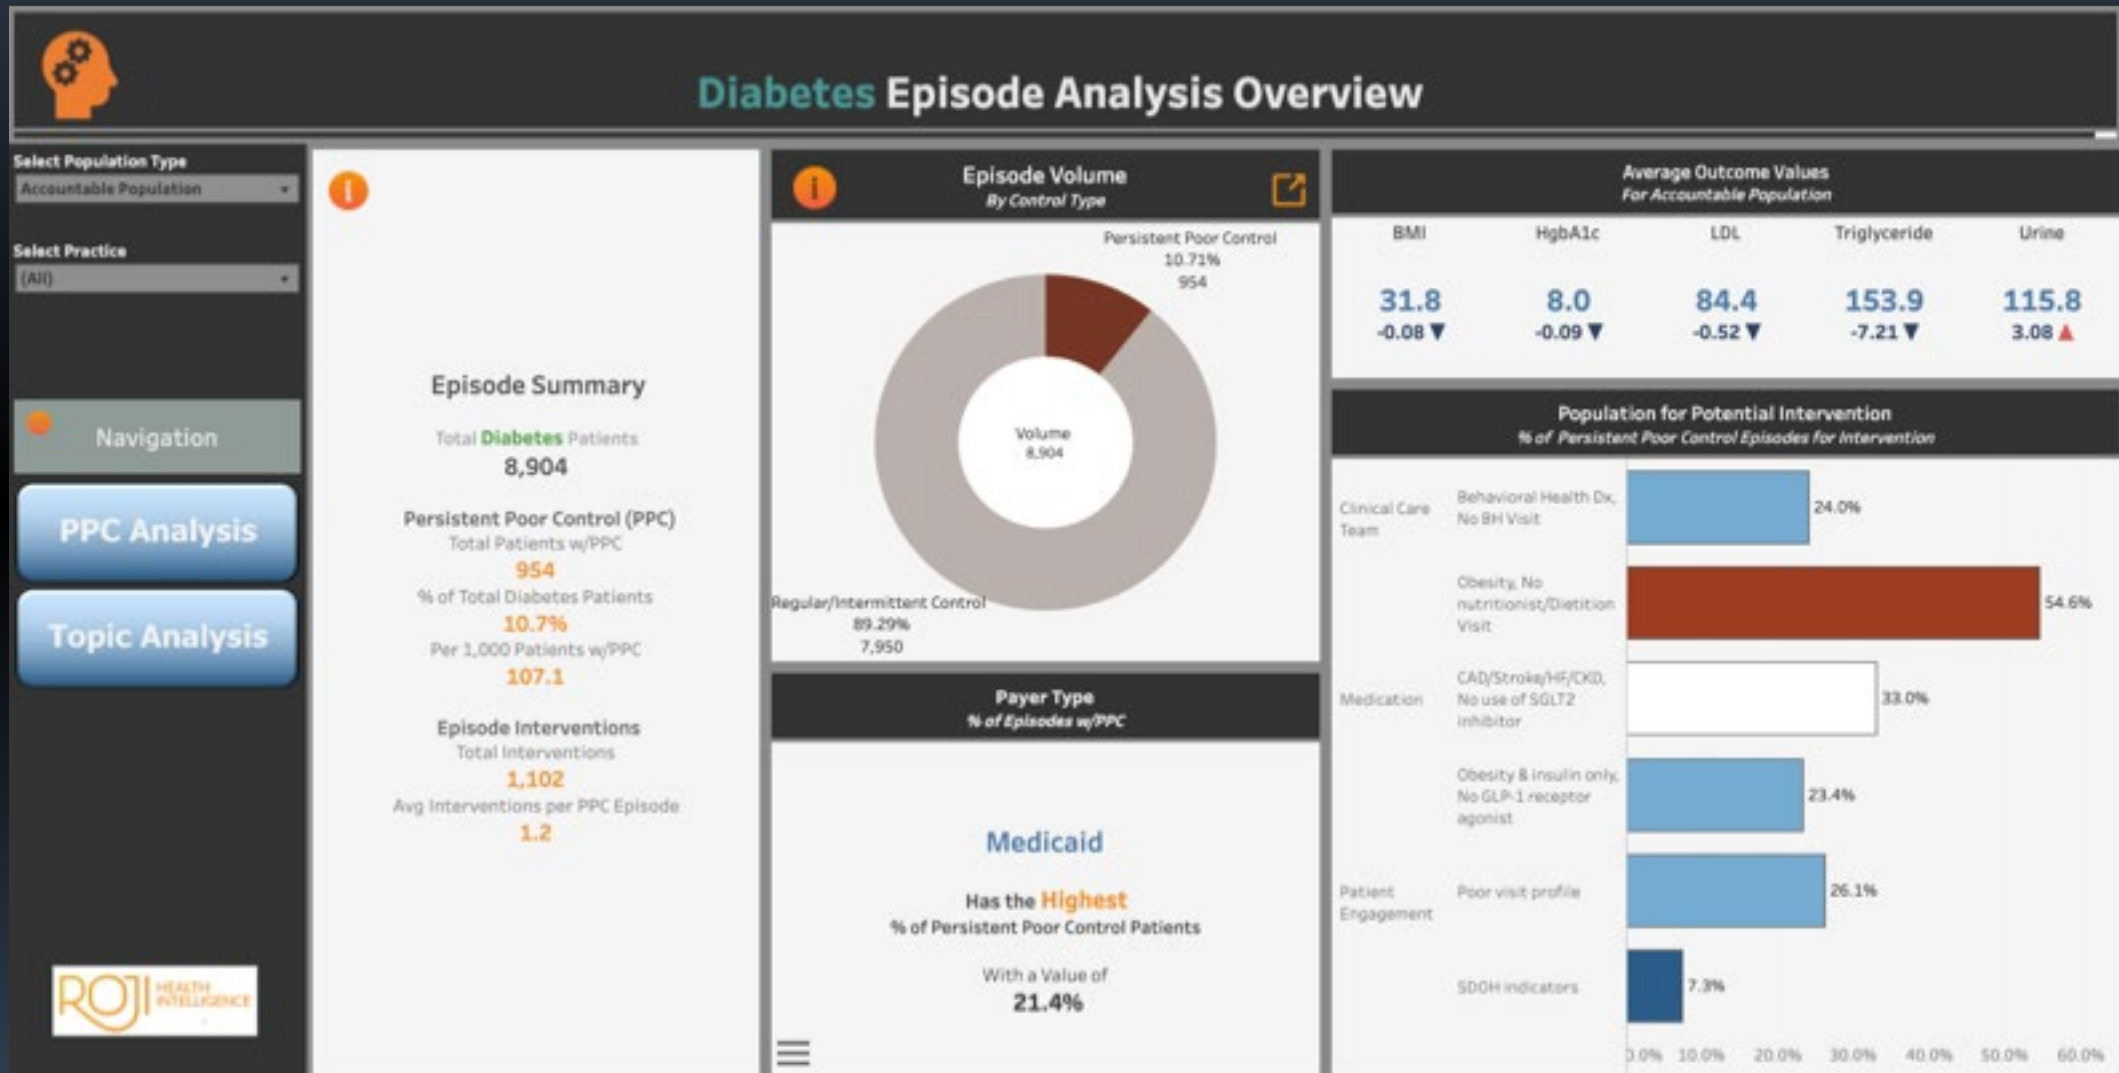 Diabetes Episode Analysis Overview
Select Population Type
Accountable Population
Select Practice
(All)
Navigation
PPC Analysis
Topic Analysis
ROJI HEALTH
INTELLIGENCE
i
Episode Summary
Total Diabetes Patients
8,904
Persistent Poor Control (PPC)
Total Patients w/PPC
954
% of Total Diabetes Patients
10.7%
Per 1,000 Patients w/PPC
107.1
Episode Interventions
Total Interventions
1,102
Avg Interventions per PPC Episode
1.2
i
Episode Volume
By Control Type
Persistent Poor Control
10.71%
954
Volume
8,904
Regular/Intermittent Control
89.29%
7,950
Payer Type
% of Episodes w/PPC
Medicaid
Has the Highest
% of Persistent Poor Control Patients
With a Value of
21.4%
Average Outcome Values
For Accountable Population
BMI HgbA1c LDL Triglyceride Urine
31.8 8.0 84.4 153.9 115.8
-0.08 ▼ -0.09 ▼ -0.52 ▼ -7.21 ▼ 3.08 ▲
Population for Potential Intervention
% of Persistent Poor Control Episodes for Intervention
Clinical Care
Team
Behavioral Health Dx,
No BH Visit
24.0%
Obesity, No
nutritionist/Dietition
Visit
54.6%
Medication
CAD/Stroke/HF/CKD,
No use of SGLT2
inhibitor
33.0%
Obesity & insulin only,
No GLP-1 receptor
agonist
23.4%
Patient
Engagement
Poor visit profile
26.1%
SDOH indicators
7.3%
0.0% 10.0% 20.0% 30.0% 40.0% 50.0% 60.0%